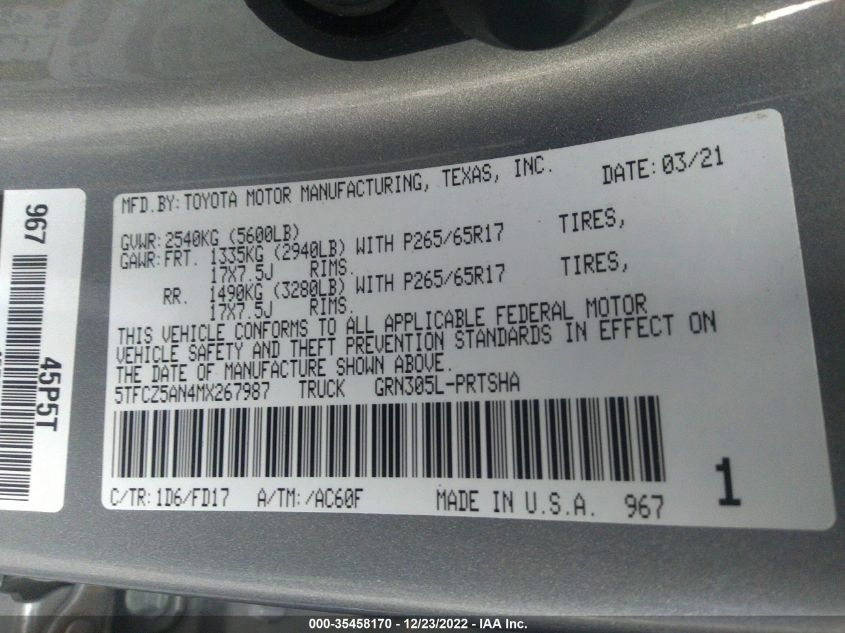 MFD.BY:TOYOTA MOTOR MANUFACTURING, TEXAS, INC. DATE:03/21
GVWR:2540KG (5600LB)
GAWR:FRT. 1335KG (2940LB) WITH P265/65R17 TIRES,
17X7.5J RIMS.
RR. 1490KG (3280LB) WITH P265/65R17 TIRES,
17X7.5J RIMS.
THIS VEHICLE CONFORMS TO ALL APPLICABLE FEDERAL MOTOR
VEHICLE SAFETY AND THEFT PREVENTION STANDARDS IN EFFECT ON
THE DATE OF MANUFACTURE SHOWN ABOVE.
5TFCZ5AN4MX267987 TRUCK GRN305L-PRTSHA
C/TR:1D6/FD17 A/TM:/AC60F MADE IN U.S.A. 967
1
967
45P5T
000-35458170 - 12/23/2022 - IAA Inc.